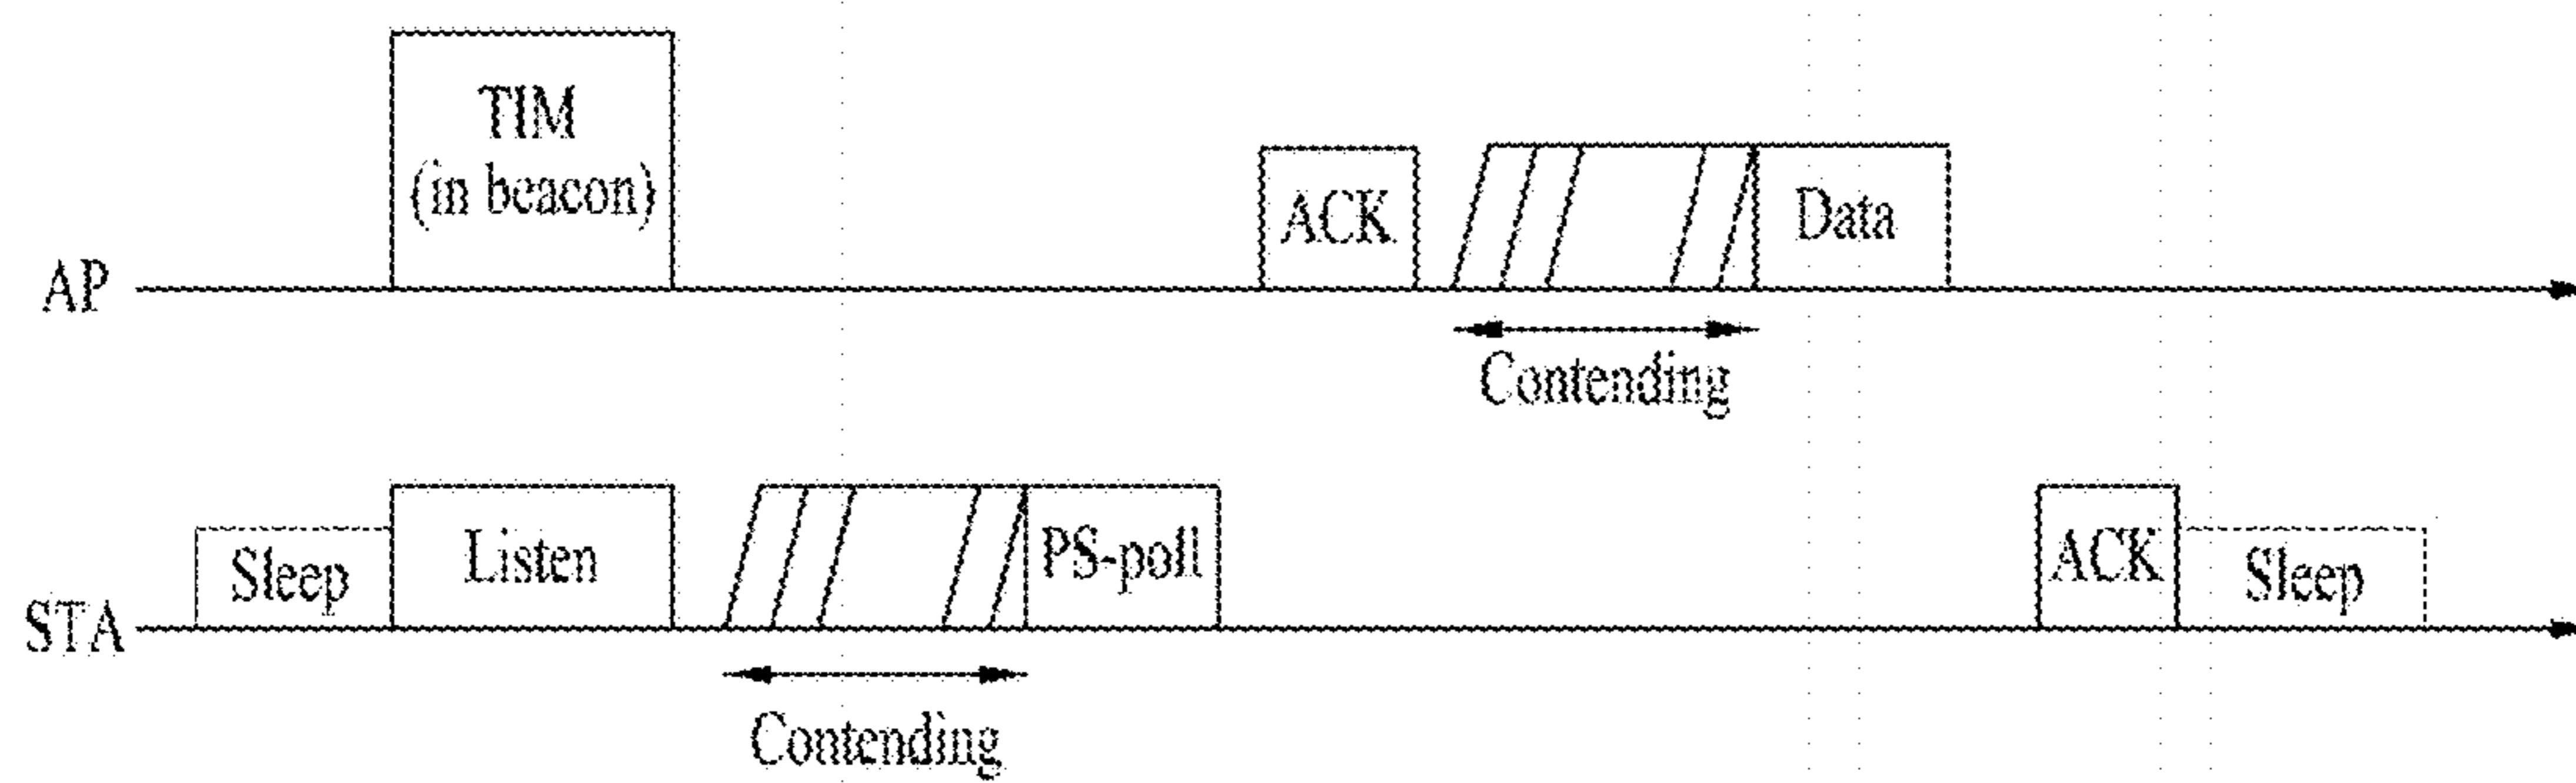 TIM
(in beacon)
ACK
Data
AP
Contending
Sleep
Listen
PS-poll
ACK
Sleep
STA
Contending